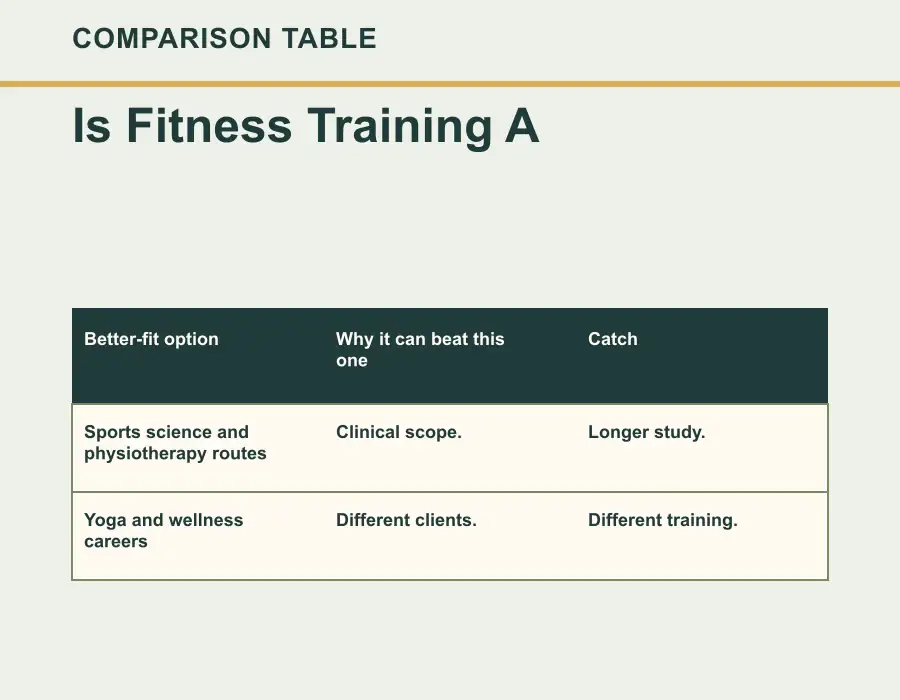 COMPARISON TABLE
Is Fitness Training A
Better-fit option
Why it can beat this
one
Catch
Sports science and
physiotherapy routes
Clinical scope.
Longer study.
Yoga and wellness
careers
Different clients.
Different training.